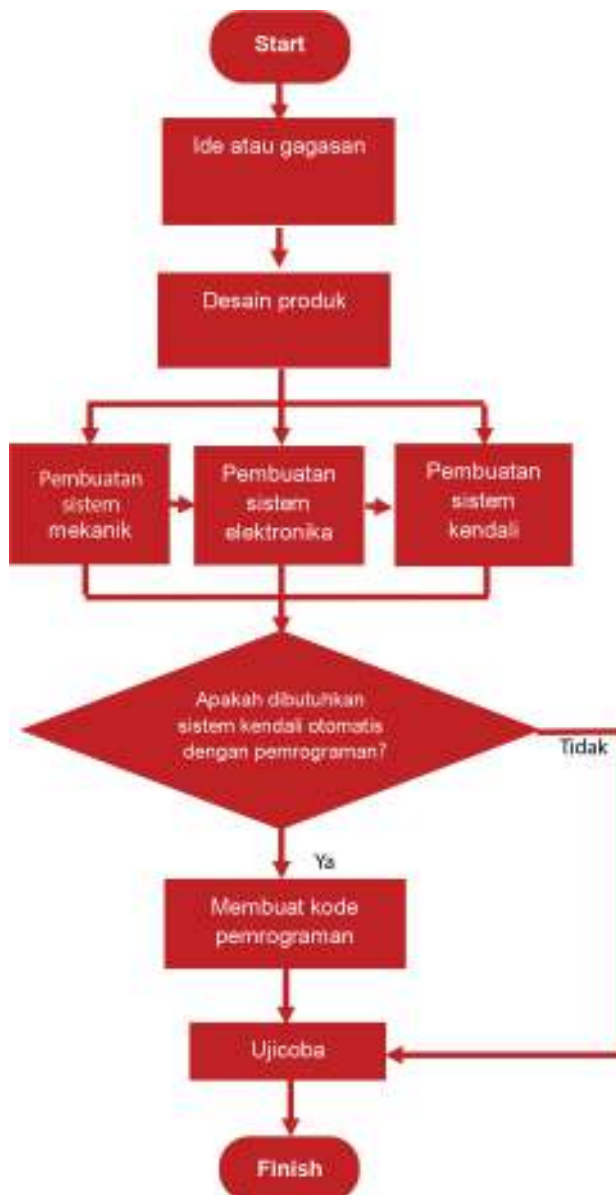 Start
Ide atau gagasan
Desain produk
Pembuatan
sistem
mekanik
Pembuatan
sistem
elektronika
Pembuatan
sistem
kendali
Apakah dibutuhkan
sistem kendali otomatis
dengan pemrograman?
Tidak
Ya
Membuat kode
pemrograman
Ujicoba
Finish